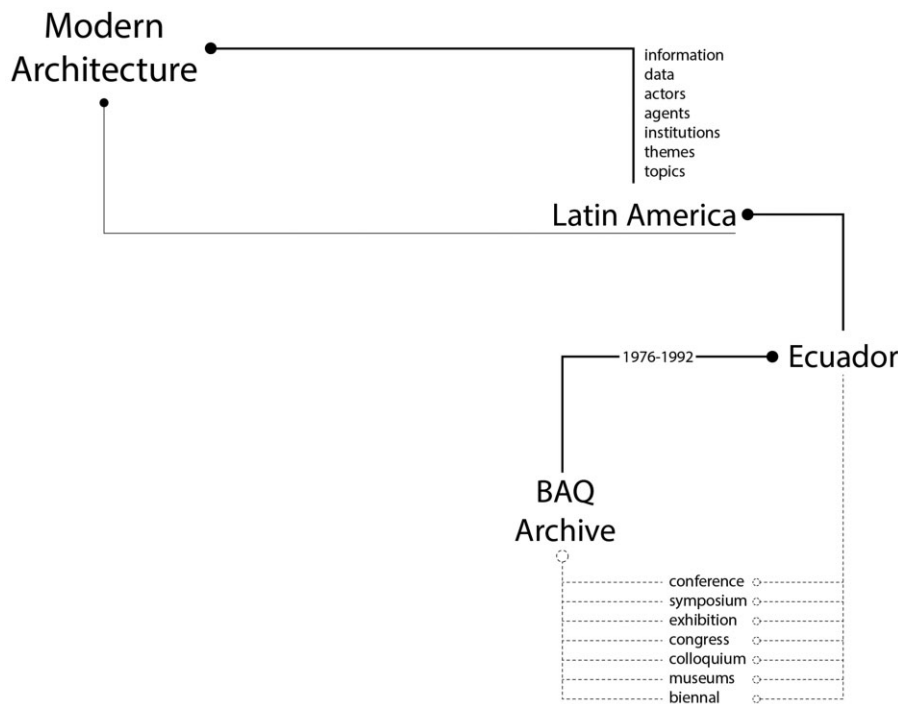 Modern
Architecture
information
data
actors
agents
institutions
themes
topics
Latin America
1976-1992
Ecuador
BAQ
Archive
conference
symposium
exhibition
congress
colloquium
museums
biennal